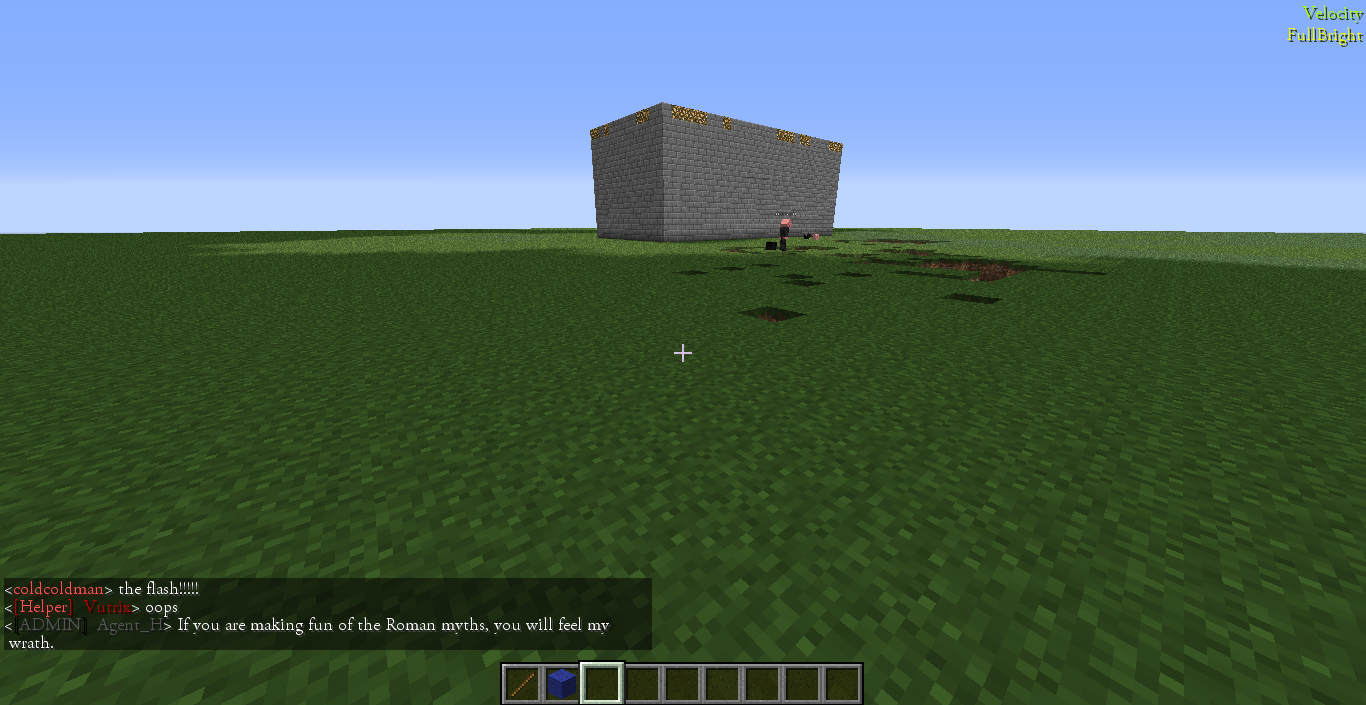 Velocity
FullBright
<coldcoldman> the flash!!!!!
<[Helper] Vutrix> oops
<[ADMIN] Agent_H> If you are making fun of the Roman myths, you will feel my
wrath.